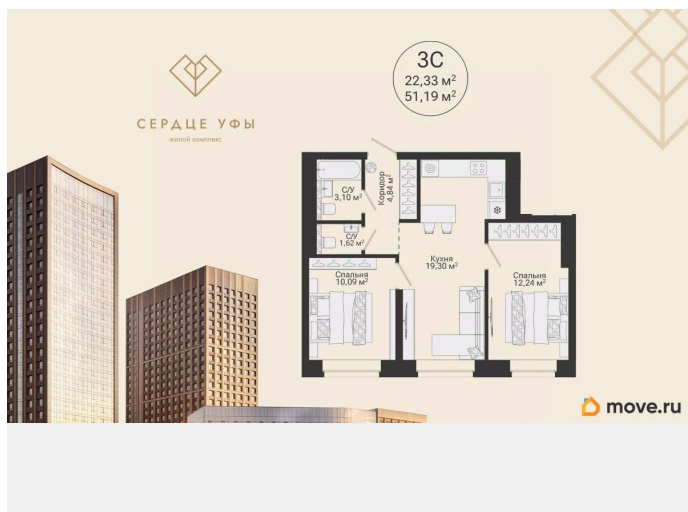 3С
22,33 м²
51,19 м²
СЕРДЦЕ УФЫ
жилой комплекс
С/У
3,10 м²
Коридор
4,84 м²
С/У
1,62 м²
Кухня
19,30 м²
Спальня
10,09 м²
Спальня
12,24 м²
move.ru